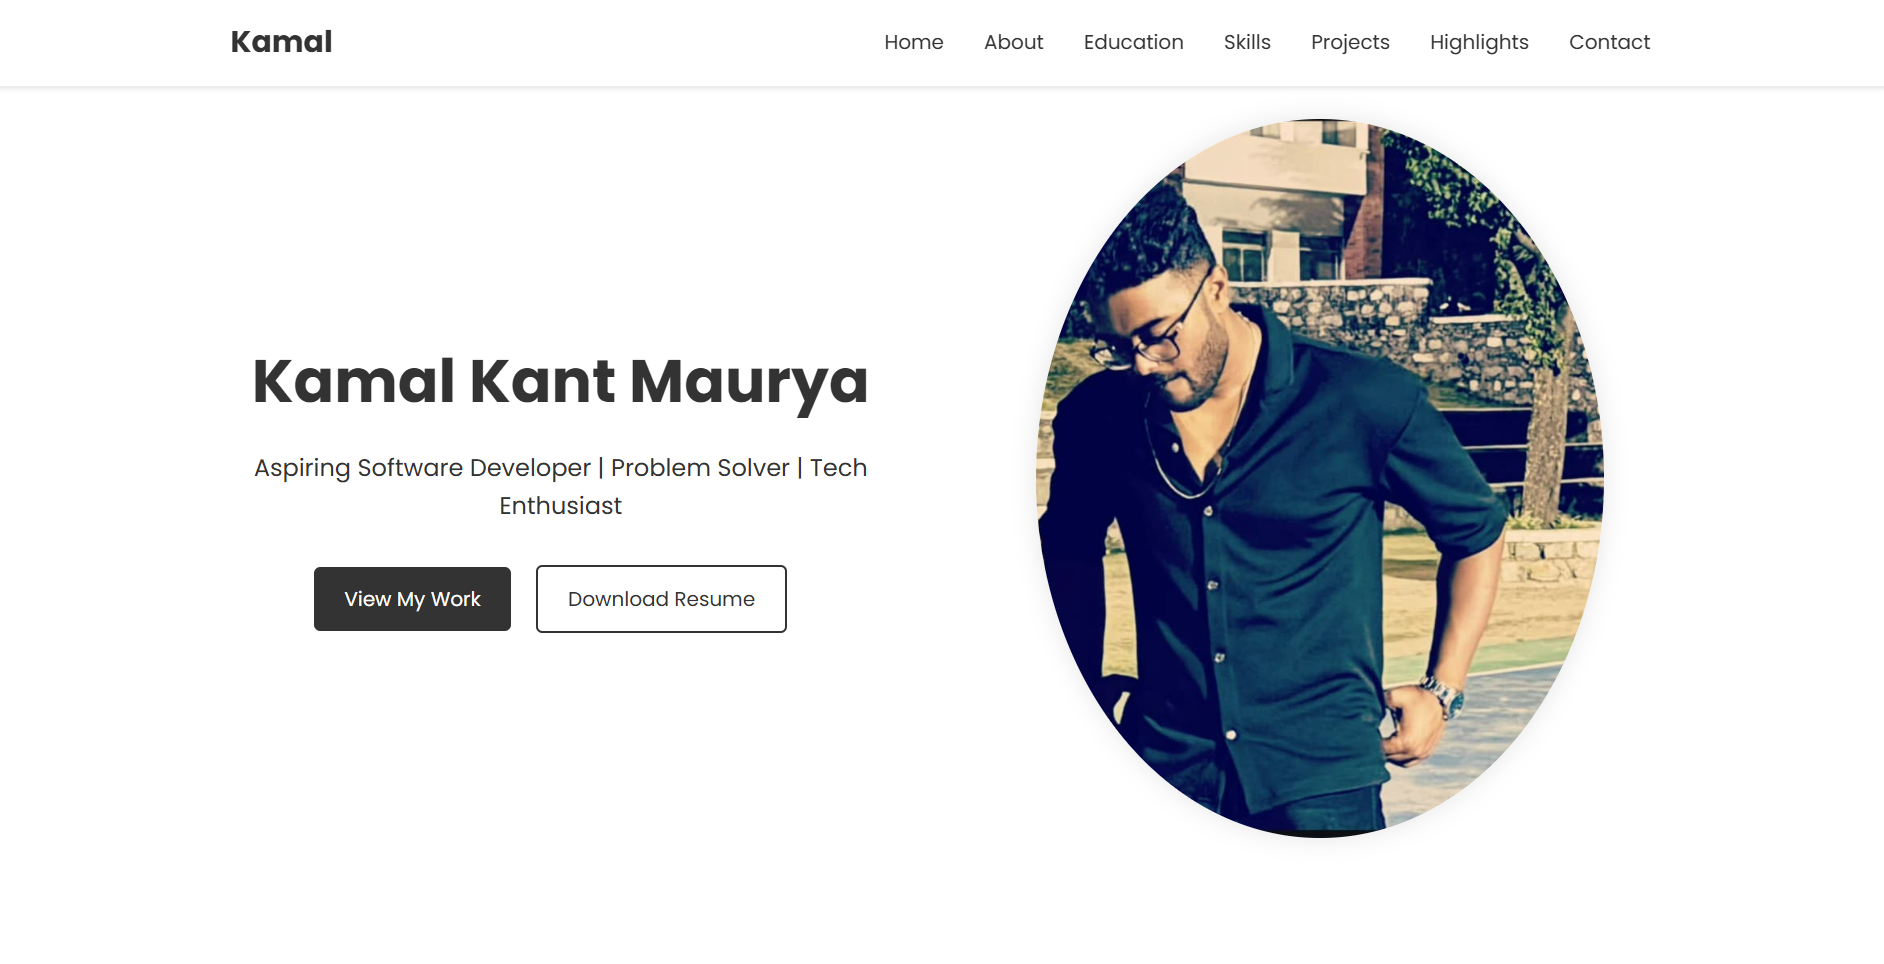 Kamal
Home About Education Skills Projects Highlights Contact
Kamal Kant Maurya
Aspiring Software Developer | Problem Solver | Tech
Enthusiast
View My Work
Download Resume